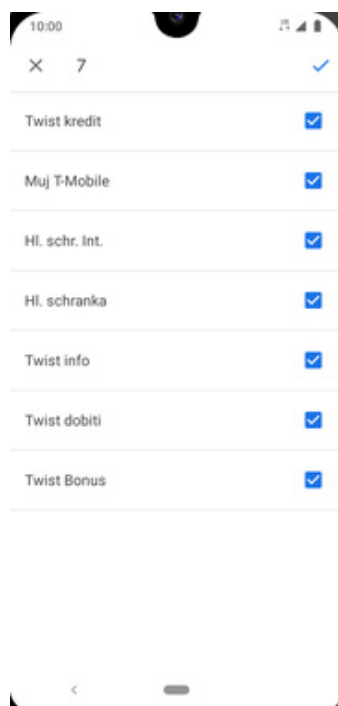 10:00
7
Twist kredit
Muj T-Mobile
Hl. schr. Int.
Hl. schranka
Twist info
Twist dobiti
Twist Bonus